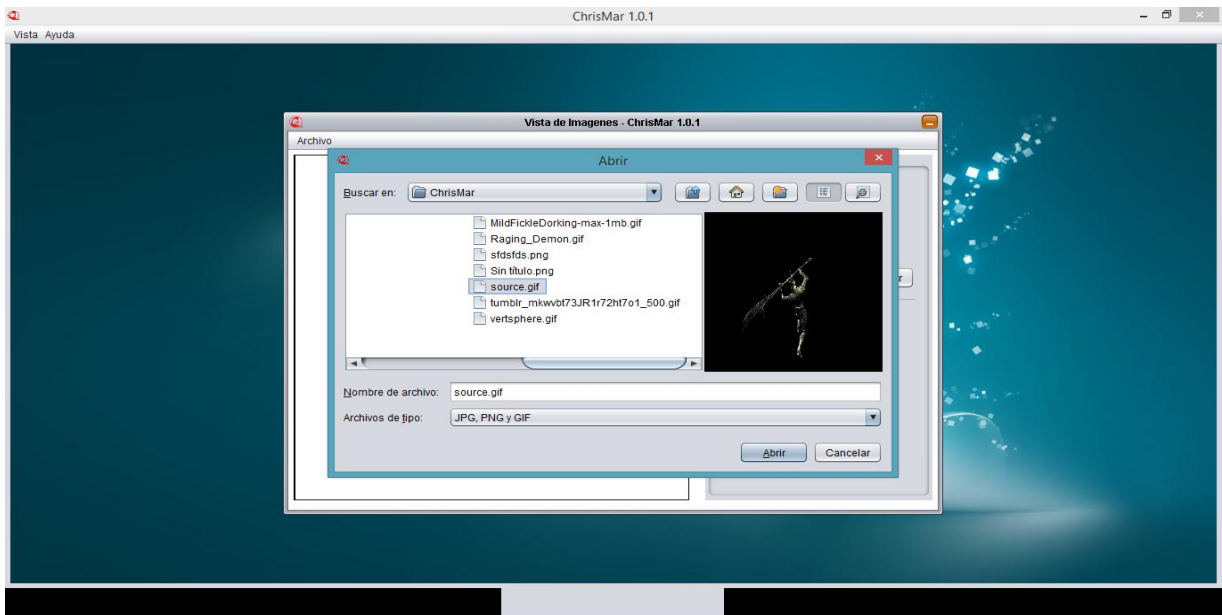 ChrisMar 1.0.1
Vista Ayuda
Vista de Imagenes - ChrisMar 1.0.1
Archivo
Abrir
Buscar en: ChrisMar
MildFickleDorking-max-1mb.gif
Raging_Demon.gif
sfdsfds.png
Sin título.png
source.gif
tumblr_mkwvbt73JR1r72ht7o1_500.gif
vertsphere.gif
Nombre de archivo: source.gif
Archivos de tipo: JPG, PNG y GIF
Abrir Cancelar